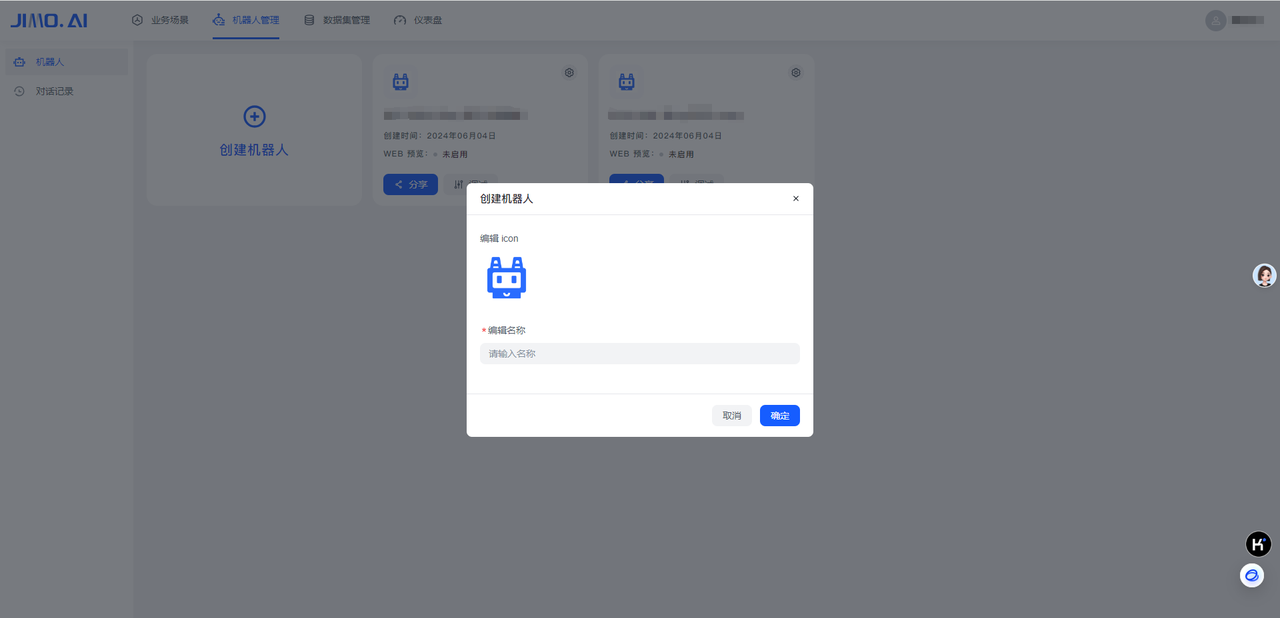 JIMO.AI 业务场景 机器人管理 数据集管理 仪表盘
机器人
对话记录
创建机器人
创建时间：2024年06月04日
WEB 预览： 未启用
分享
创建时间：2024年06月04日
WEB 预览： 未启用
创建机器人 ×
编辑 icon
*编辑名称
请输入名称
取消 确定